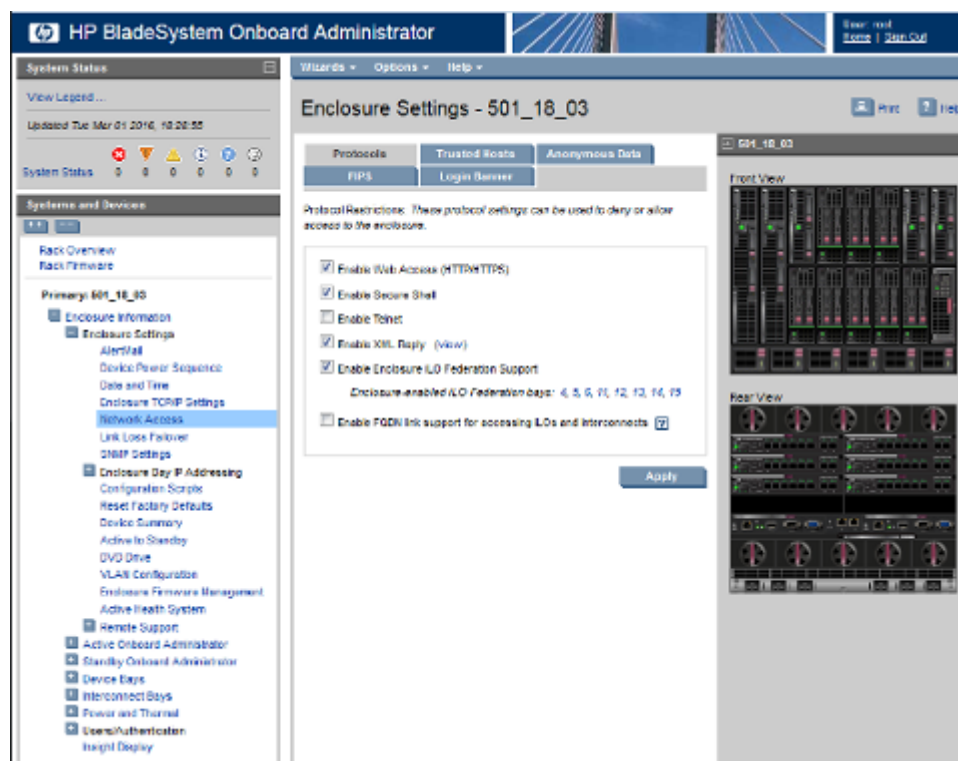 HP BladeSystem Onboard Administrator
User: root
Home | Sign Out
System Status
Wizards Options Help
View Legend...
Enclosure Settings - 501_18_03
Print Help
Updated Tue Mar 01 2016, 18:28:55
System Status 0 0 0 0 0 0
Protocols Trusted Hosts Anonymous Data
FIPS Login Banner
501_18_03
Front View
Systems and Devices
Protocol Restrictions: These protocol settings can be used to deny or allow
access to the enclosure.
Rack Overview
Rack Firmware
Primary: 501_18_03
Enclosure Information
Enclosure Settings
AlertMail
Device Power Sequence
Date and Time
Enclosure TCP/IP Settings
Network Access
Link Loss Failover
SNMP Settings
Enclosure Bay IP Addressing
Configuration Scripts
Reset Factory Defaults
Device Summary
Active to Standby
DVD Drive
VLAN Configuration
Enclosure Firmware Management
Active Health System
Remote Support
Active Onboard Administrator
Standby Onboard Administrator
Device Bays
Interconnect Bays
Power and Thermal
Users/Authentication
Insight Display
Enable Web Access (HTTP/HTTPS)
Enable Secure Shell
Enable Telnet
Enable XML Reply (view)
Enable Enclosure iLO Federation Support
Enclosure-enabled iLO Federation bays: 4, 5, 6, 11, 12, 13, 14, 15
Enable FQDN link support for accessing iLOs and interconnects ?
Apply
Rear View